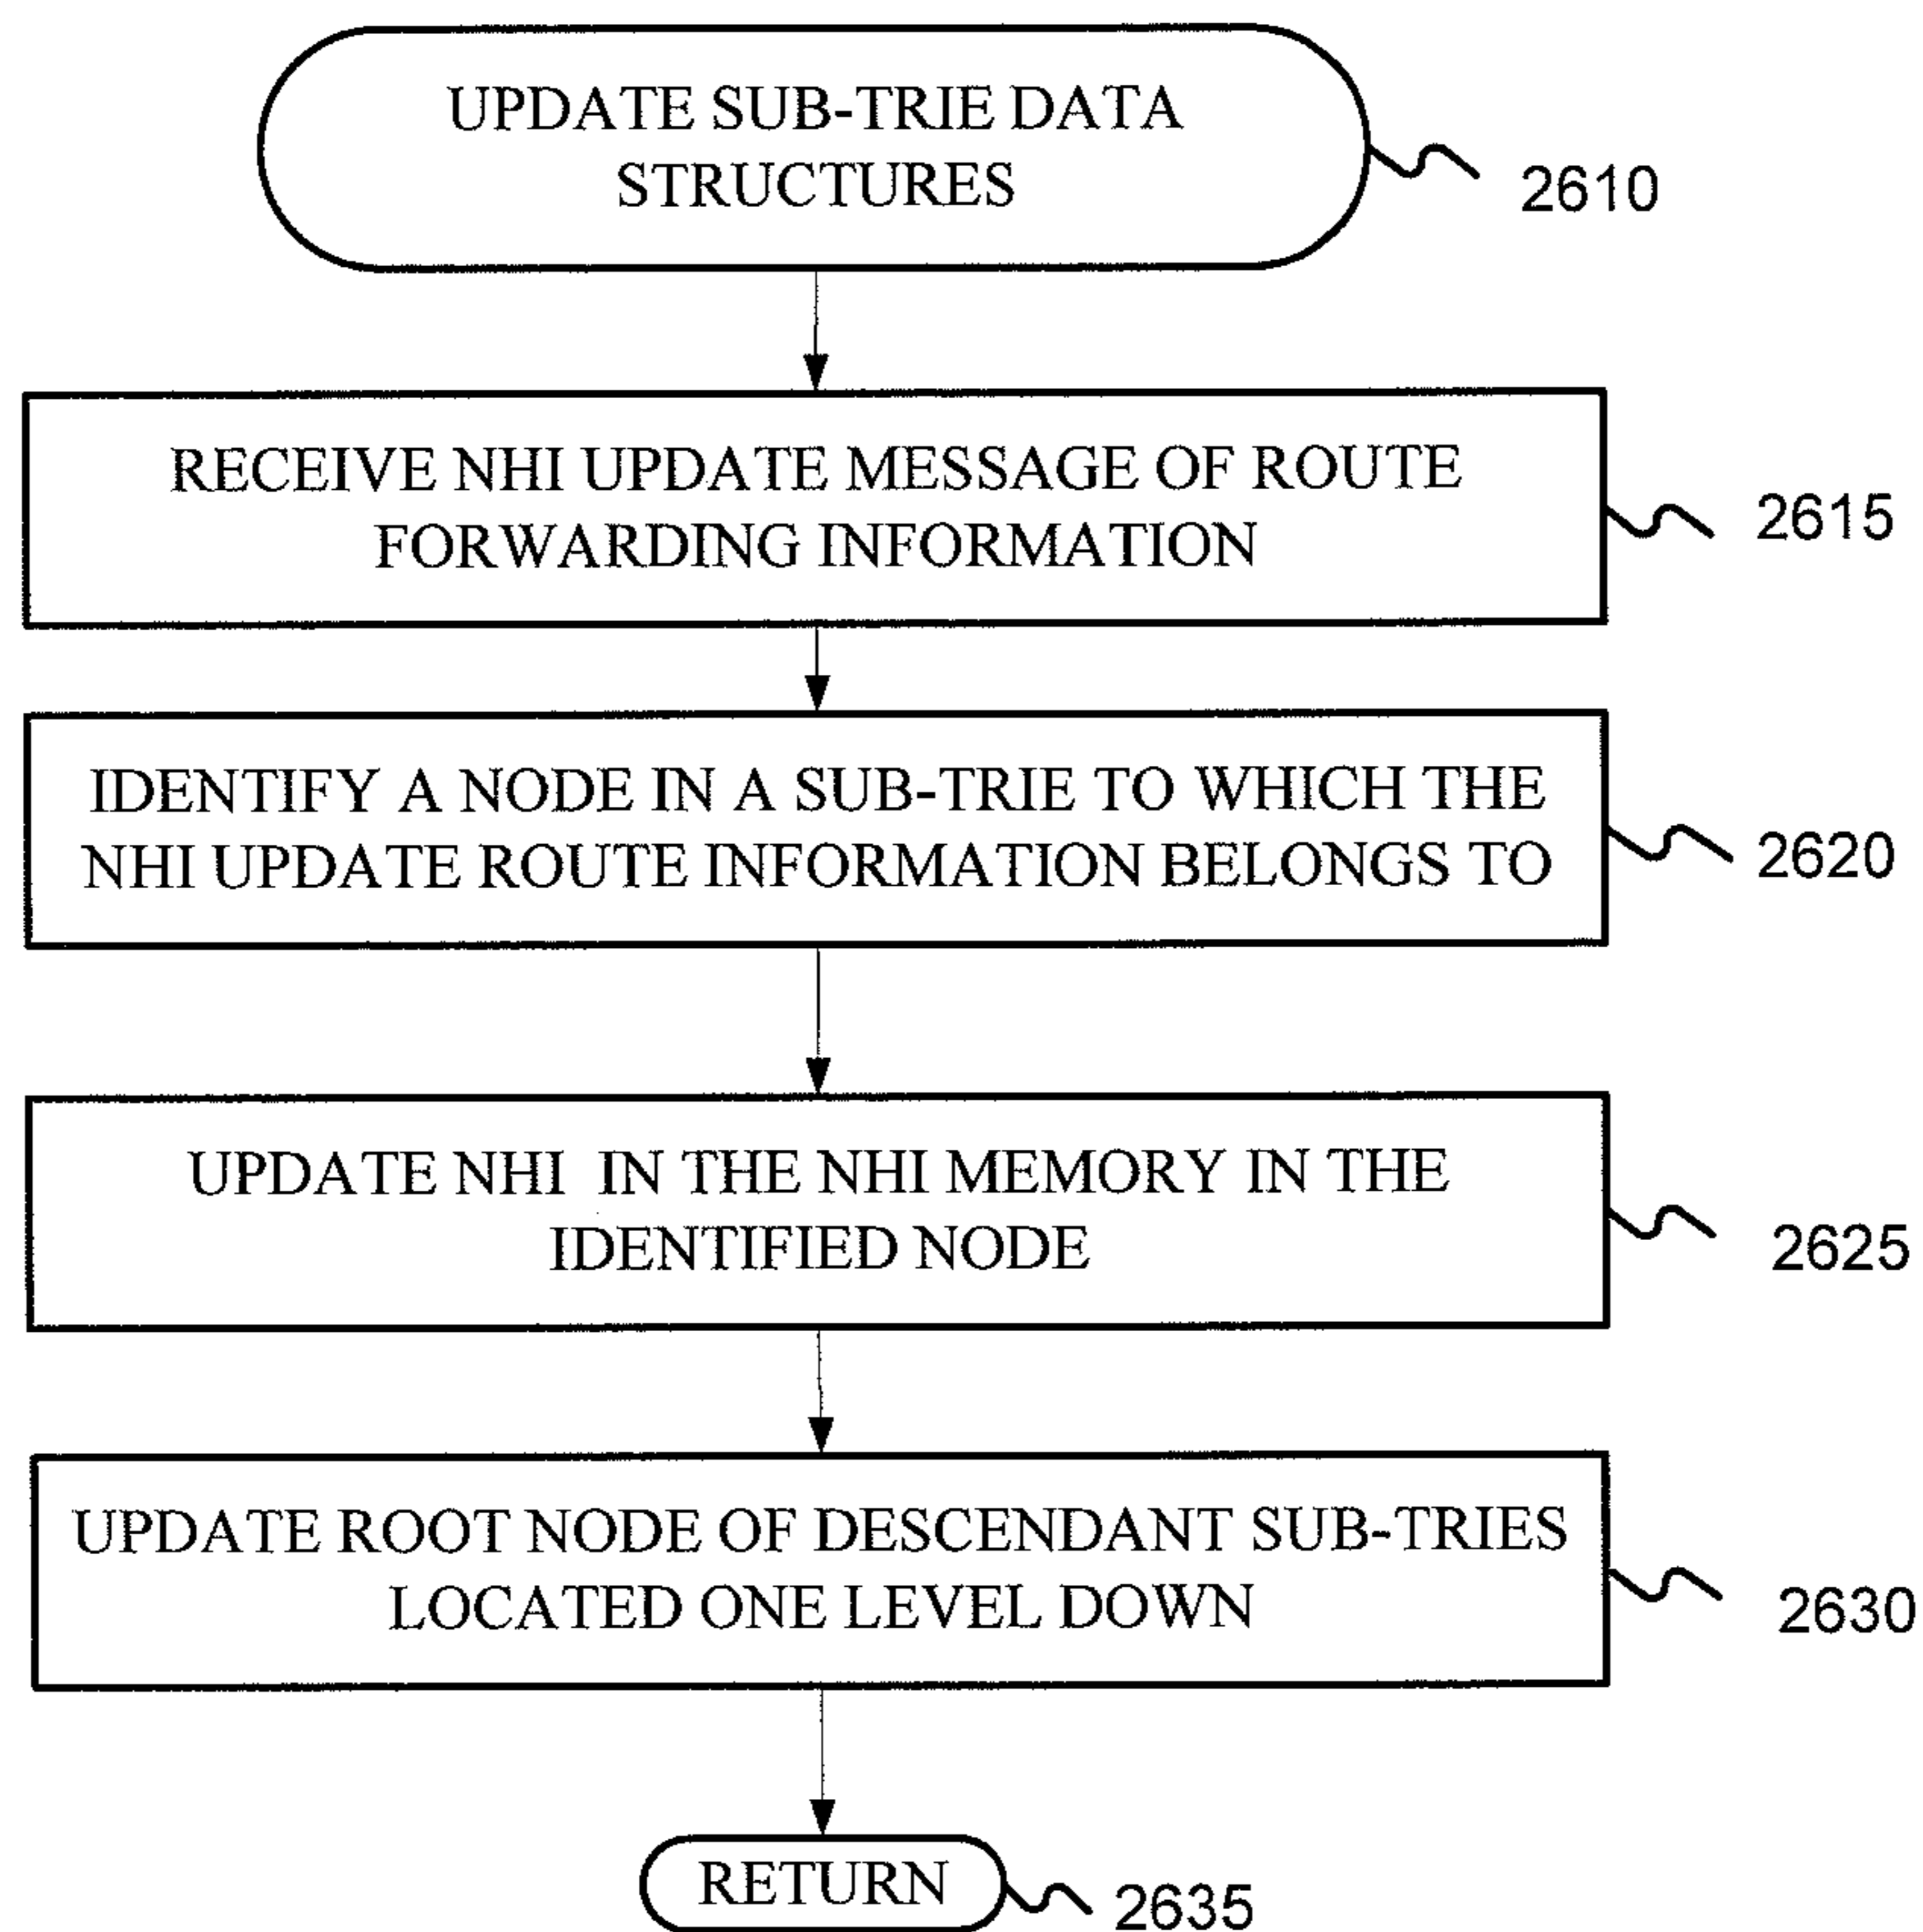 UPDATE SUB-TRIE DATA
STRUCTURES
2610
RECEIVE NHI UPDATE MESSAGE OF ROUTE
FORWARDING INFORMATION
2615
IDENTIFY A NODE IN A SUB-TRIE TO WHICH THE
NHI UPDATE ROUTE INFORMATION BELONGS TO
2620
UPDATE NHI IN THE NHI MEMORY IN THE
IDENTIFIED NODE
2625
UPDATE ROOT NODE OF DESCENDANT SUB-TRIES
LOCATED ONE LEVEL DOWN
2630
RETURN
2635